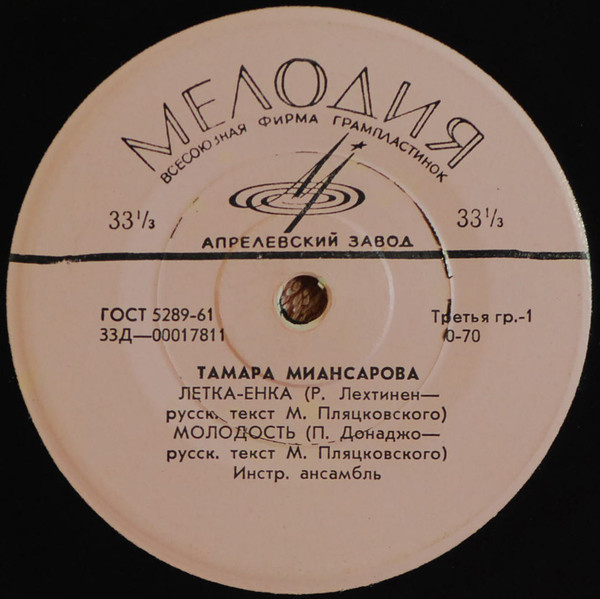 МЕЛОДИЯ
ВСЕСОЮЗНАЯ ФИРМА ГРАМПЛАСТИНОК
33⅓ 33⅓
АПРЕЛЕВСКИЙ ЗАВОД
ГОСТ 5289-61 Третья гр.-1
33Д—00017811 0-70
ТАМАРА МИАНСАРОВА
ЛЕТКА-ЕНКА (Р. Лехтинен—
русск. текст М. Пляцковского)
МОЛОДОСТЬ (П. Донаджо—
русск. текст М. Пляцковского)
Инстр. ансамбль